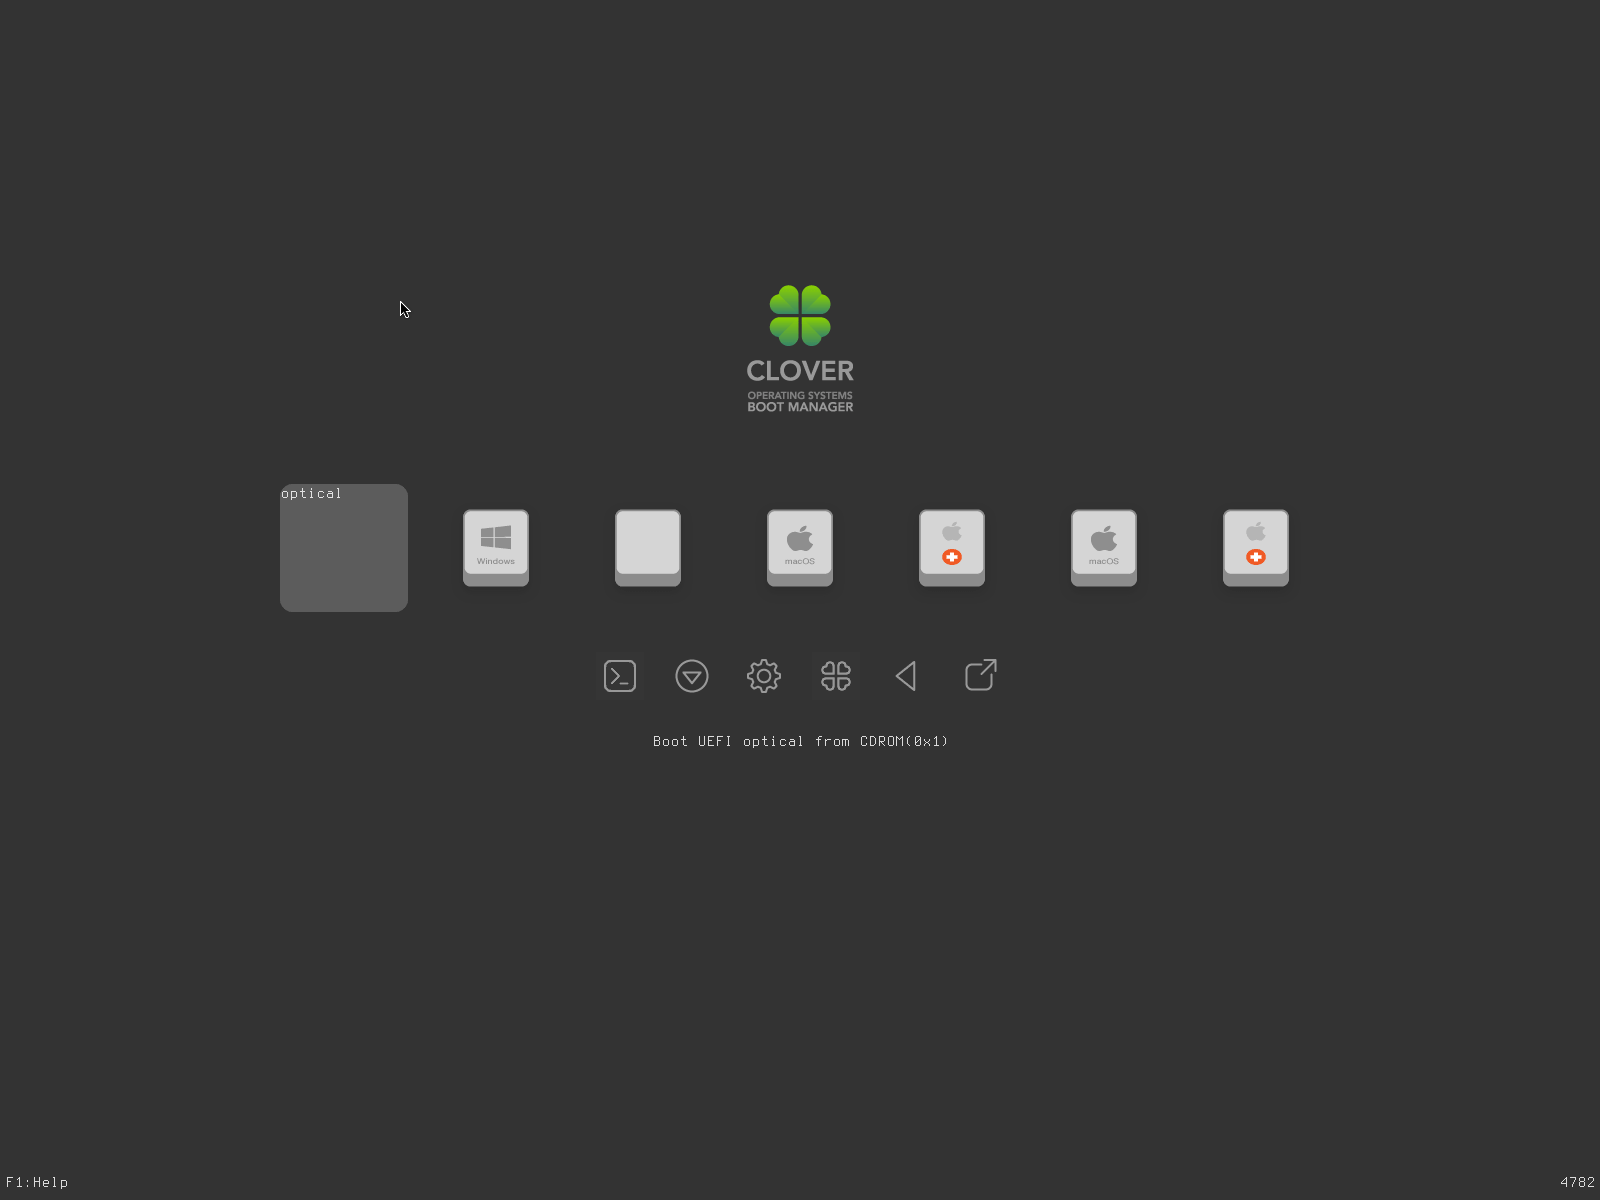 CLOVER
OPERATING SYSTEMS
BOOT MANAGER
optical
Windows
macOS
macOS
Boot UEFI optical from CDROM(0x1)
F1:Help
4782